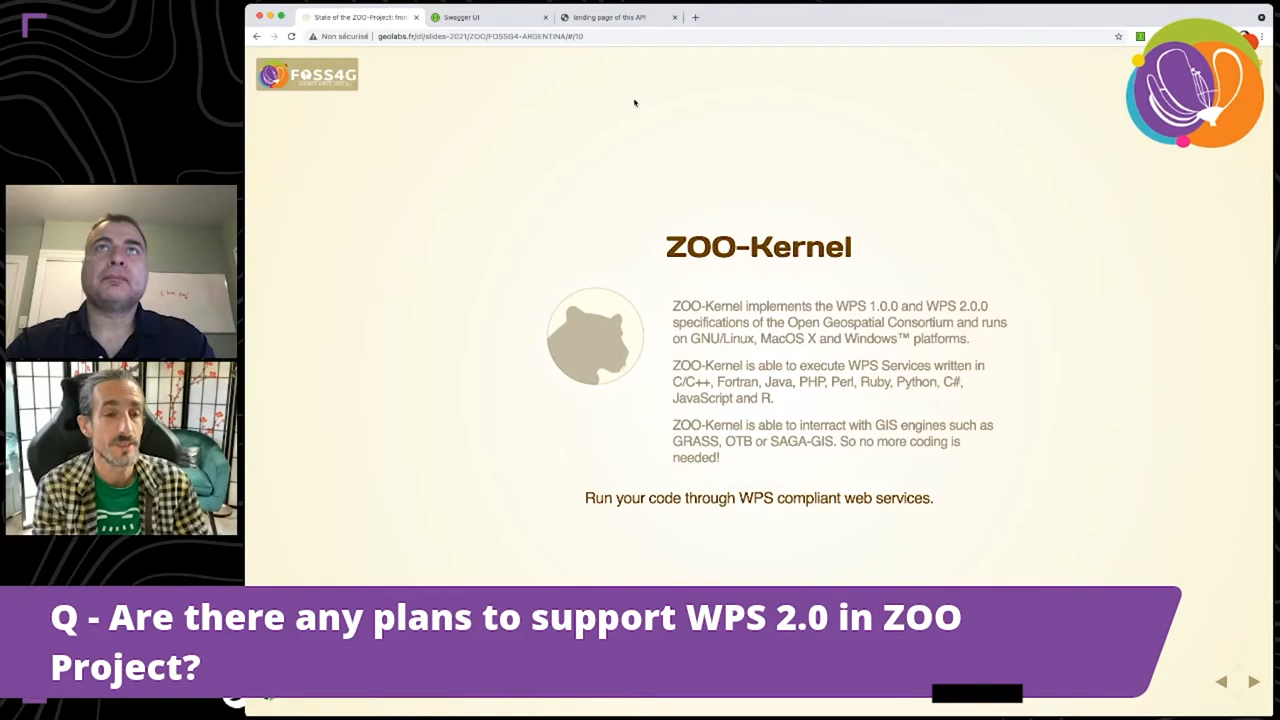 State of the ZOO-Project: from
Swagger UI
landing page of this API
Non sécurisé
geolabs.fr/dl/slides-2021/ZOO/FOSSG4-ARGENTINA/#/10
FOSS4G
ZOO-Kernel
ZOO-Kernel implements the WPS 1.0.0 and WPS 2.0.0
specifications of the Open Geospatial Consortium and runs
on GNU/Linux, MacOS X and Windows™ platforms.
ZOO-Kernel is able to execute WPS Services written in
C/C++, Fortran, Java, PHP, Perl, Ruby, Python, C#,
JavaScript and R.
ZOO-Kernel is able to interract with GIS engines such as
GRASS, OTB or SAGA-GIS. So no more coding is
needed!
Run your code through WPS compliant web services.
Q - Are there any plans to support WPS 2.0 in ZOO
Project?